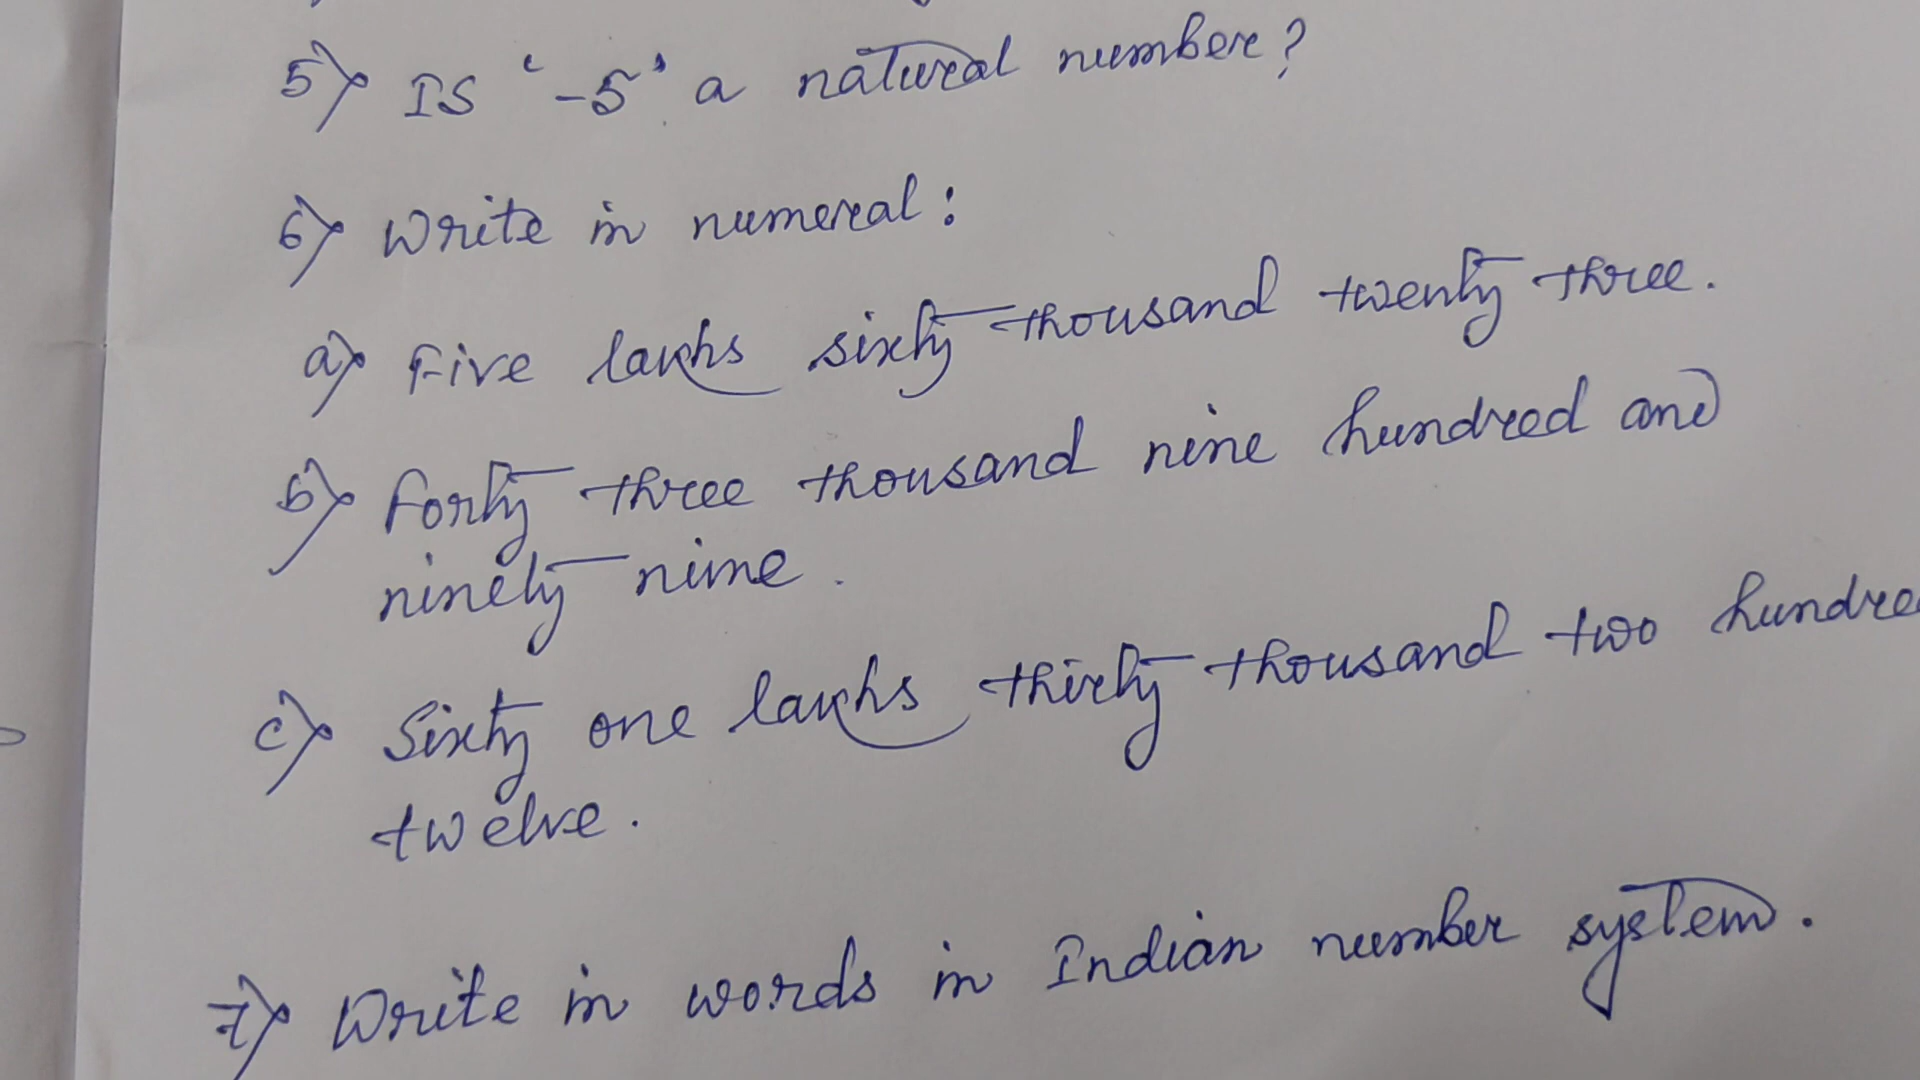 5) IS ‘-5’ a natural number?
6) Write in numeral:
a) Five lakhs sixty thousand twenty three.
b) Forty three thousand nine hundred and
ninety nine.
c) Sixty one lakhs thirty thousand two hundre
twelve.
7) Write in words in Indian number system.